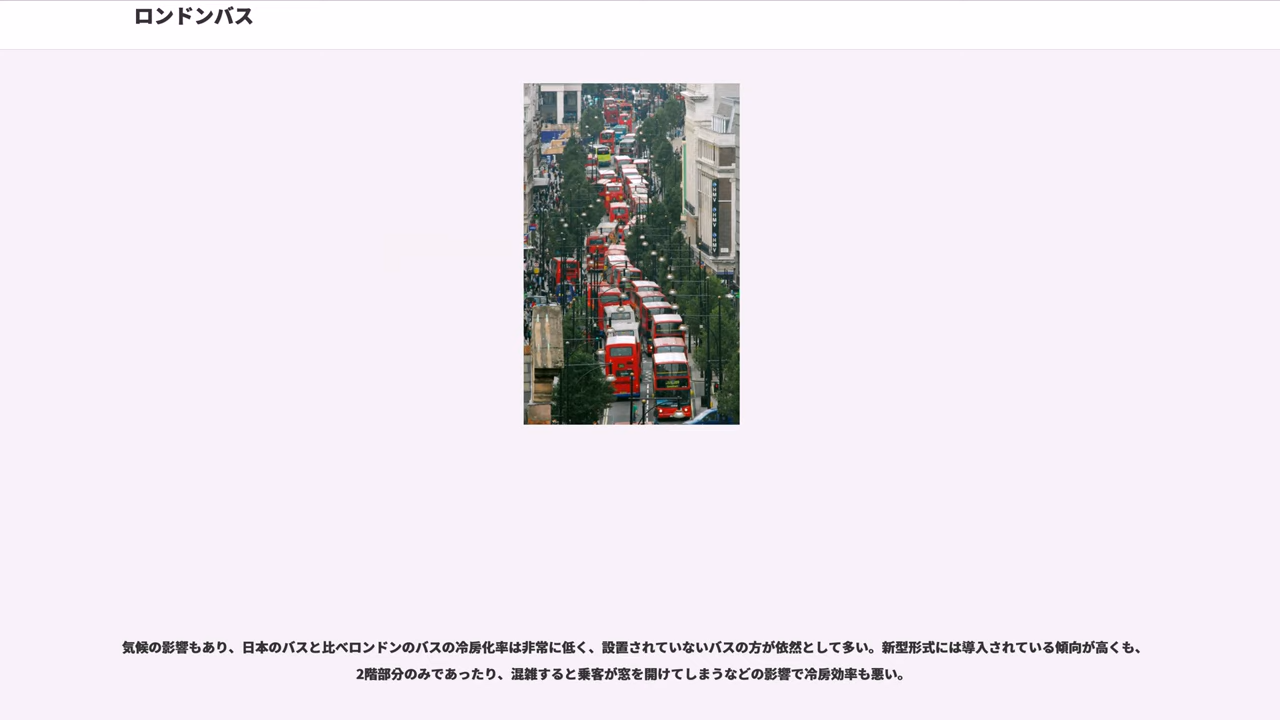 ロンドンバス
気候の影響もあり、日本のバスと比べロンドンのバスの冷房化率は非常に低く、設置されていないバスの方が依然として多い。新型形式には導入されている傾向が高くも、
2階部分のみであったり、混雑すると乗客が窓を開けてしまうなどの影響で冷房効率も悪い。